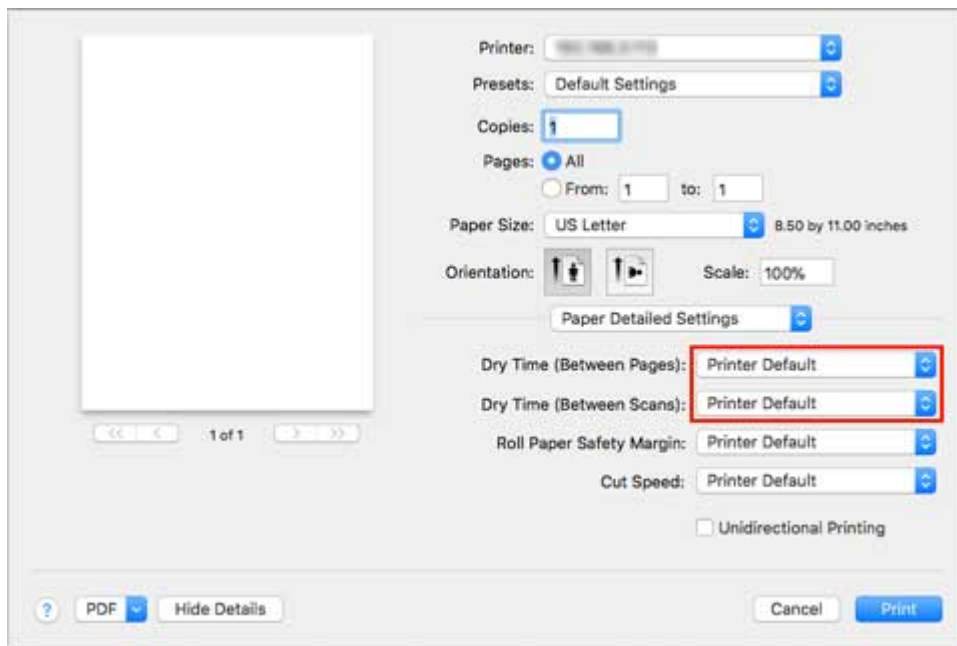 Printer:
Presets: Default Settings
Copies: 1
Pages: All
From: 1 to: 1
Paper Size: US Letter 8.50 by 11.00 inches
Orientation: Scale: 100%
Paper Detailed Settings
Dry Time (Between Pages): Printer Default
Dry Time (Between Scans): Printer Default
Roll Paper Safety Margin: Printer Default
Cut Speed: Printer Default
Unidirectional Printing
1 of 1
? PDF Hide Details Cancel Print